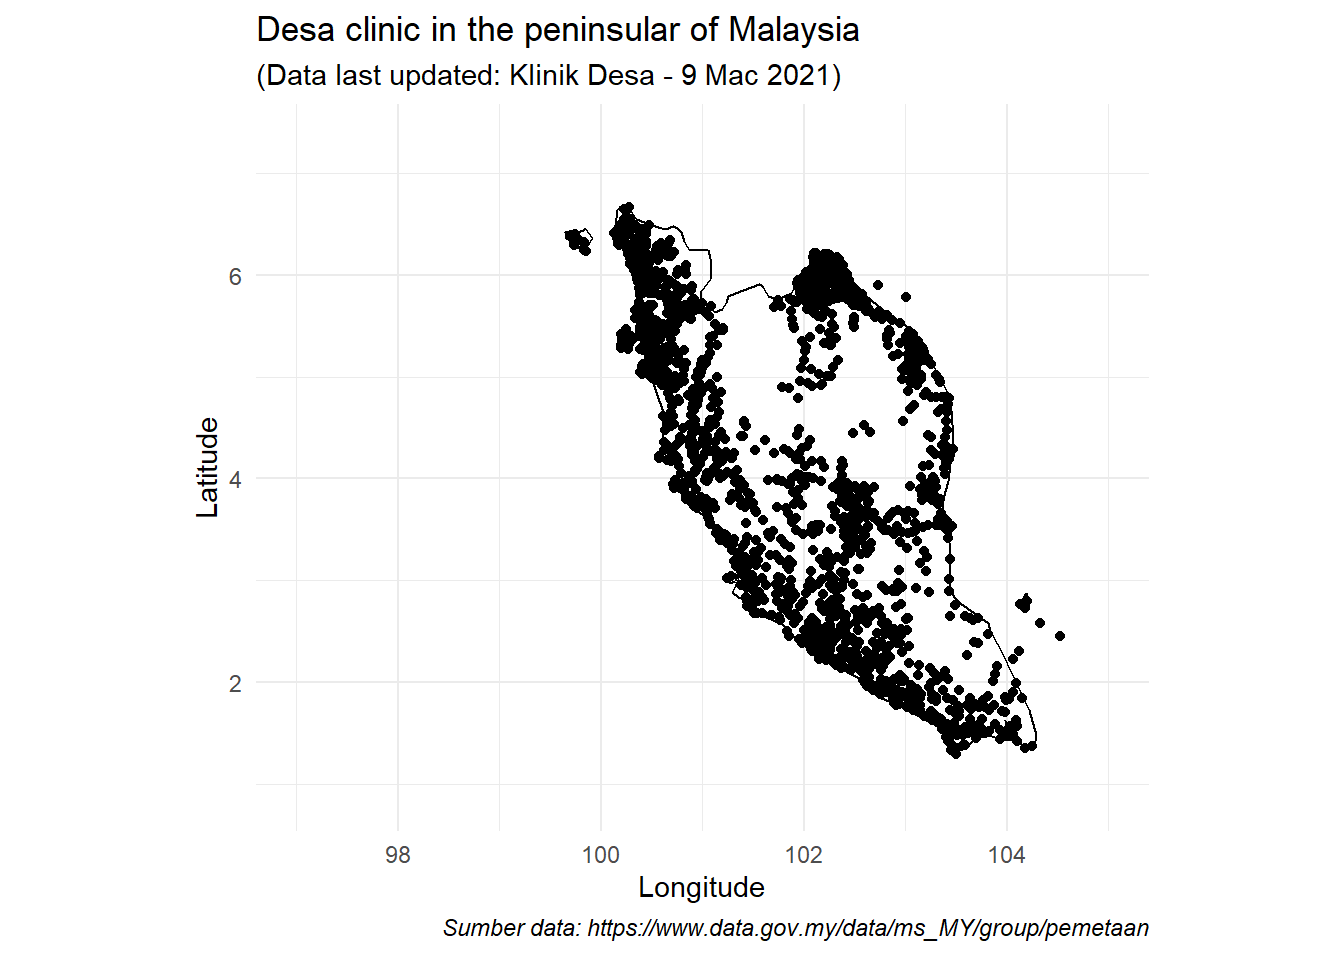 Desa clinic in the peninsular of Malaysia
(Data last updated: Klinik Desa - 9 Mac 2021)
6
4
2
Latitude
98 100 102 104
Longitude
Sumber data: https://www.data.gov.my/data/ms_MY/group/pemetaan